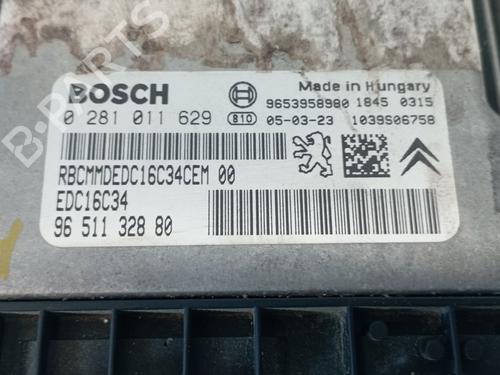 BOSCH
Made in Hungary
9653958980 1845 0315
0 281 011 629
810 05-03-23 1039S06758
RBCMMDEDC16C34CEM 00
EDC16C34
96 511 328 80
B-PARTS